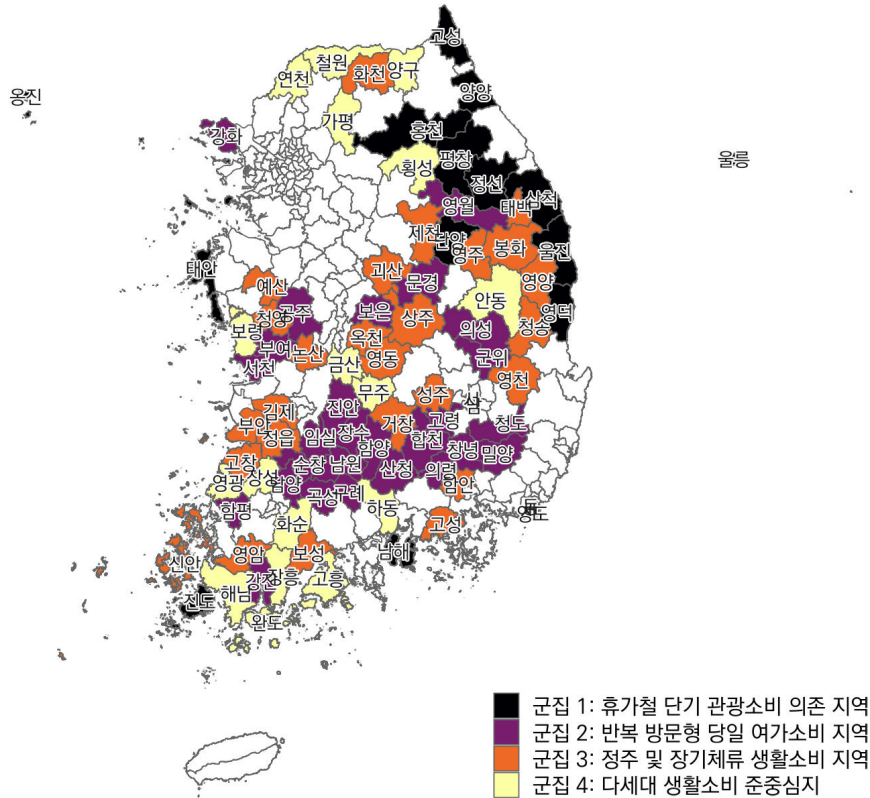 고성
철원
화천
양구
연천
양양
옹진
가평
강화
홍천
울릉
평창
횡성
정선
영월
태백
삼척
제천
단양
영주
봉화
울진
태안
괴산
문경
영양
예산
안동
보은
상주
영덕
청양
공주
보령
의성
청송
옥천
부여
논산
영동
군위
서천
금산
영천
무주
성주
진안
김제
고령
부안
거창
청도
정읍
임실
장수
합천
함양
창녕
밀양
고창
순창
남원
산청
의령
장성
영광
담양
함안
구례
곡성
함평
하동
영도
화순
고성
영암
보성
남해
신안
강진
장흥
고흥
해남
진도
완도
군집 1: 휴가철 단기 관광소비 의존 지역
군집 2: 반복 방문형 당일 여가소비 지역
군집 3: 정주 및 장기체류 생활소비 지역
군집 4: 다세대 생활소비 준중심지